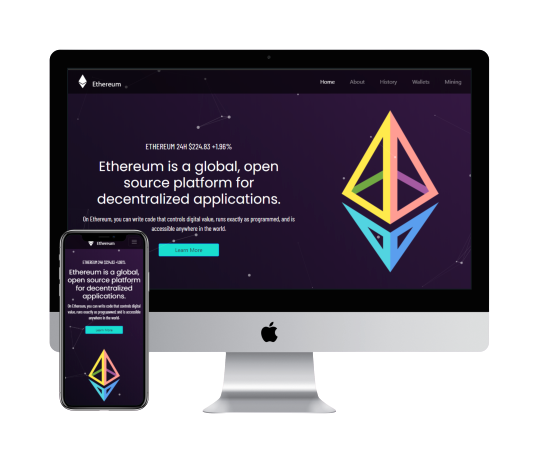 Ethereum
Home About History Wallets Mining
ETHEREUM 24H $224.83 +1.96%
Ethereum is a global, open
source platform for
decentralized applications.
On Ethereum, you can write code that controls digital value, runs exactly as programmed, and is
accessible anywhere in the world.
Learn More
Ethereum
ETHEREUM 24H $224.83 +1.96%
Ethereum is a global,
open source platform
for decentralized
applications.
On Ethereum, you can write code that controls digital
value, runs exactly as programmed, and is accessible
anywhere in the world.
Learn More